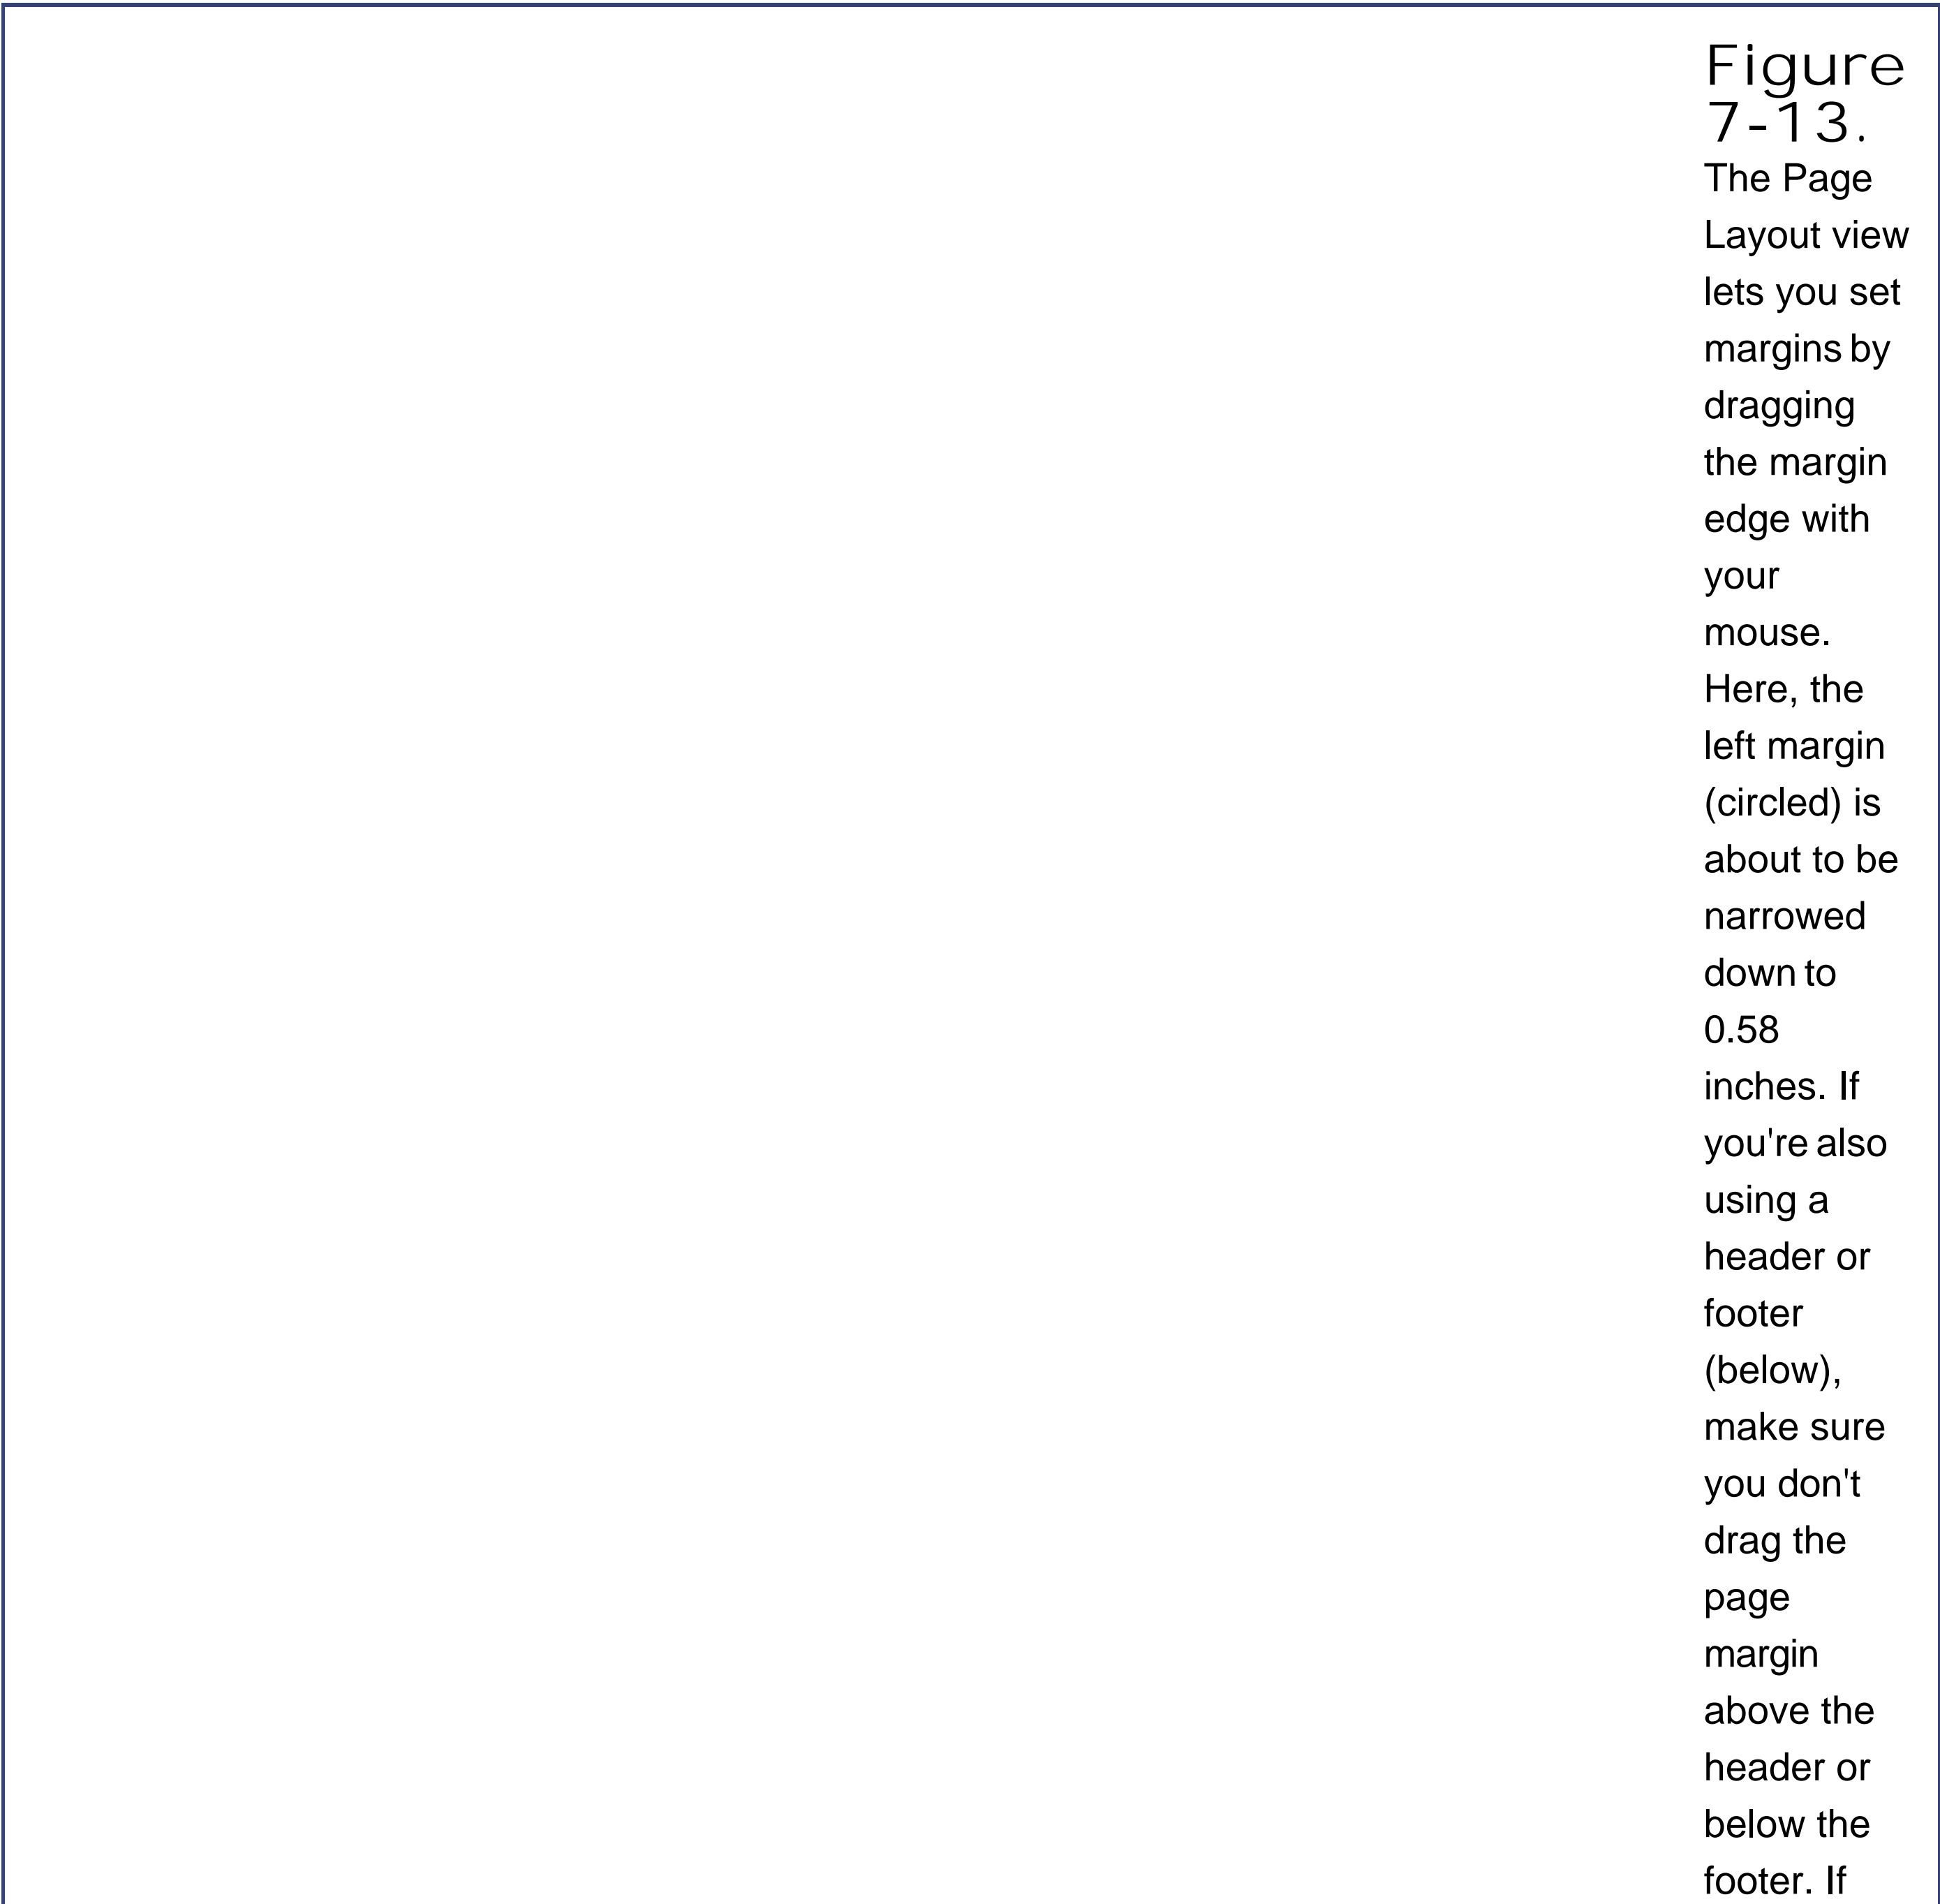 Figure
7-13.
The Page
Layout view
lets you set
margins by
dragging
the margin
edge with
your
mouse.
Here, the
left margin
(circled) is
about to be
narrowed
down to
0.58
inches. If
you're also
using a
header or
footer
(below),
make sure
you don't
drag the
page
margin
above the
header or
below the
footer. If